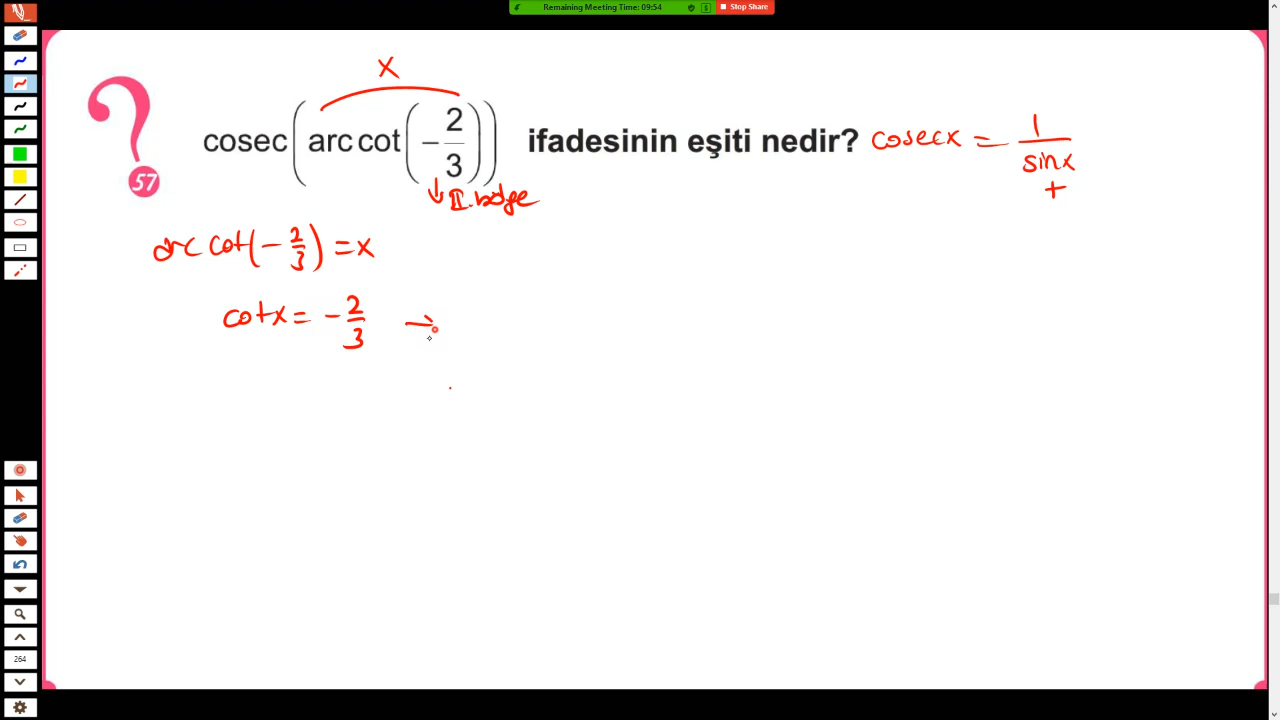 Remaining Meeting Time: 09:54
Stop Share
x
57
cosec(arc cot(-2/3)) ifadesinin eşiti nedir?
cosecx = 1/sinx
+
↓ II. bölge
arc cot(-2/3) = x
cotx = -2/3 →
264